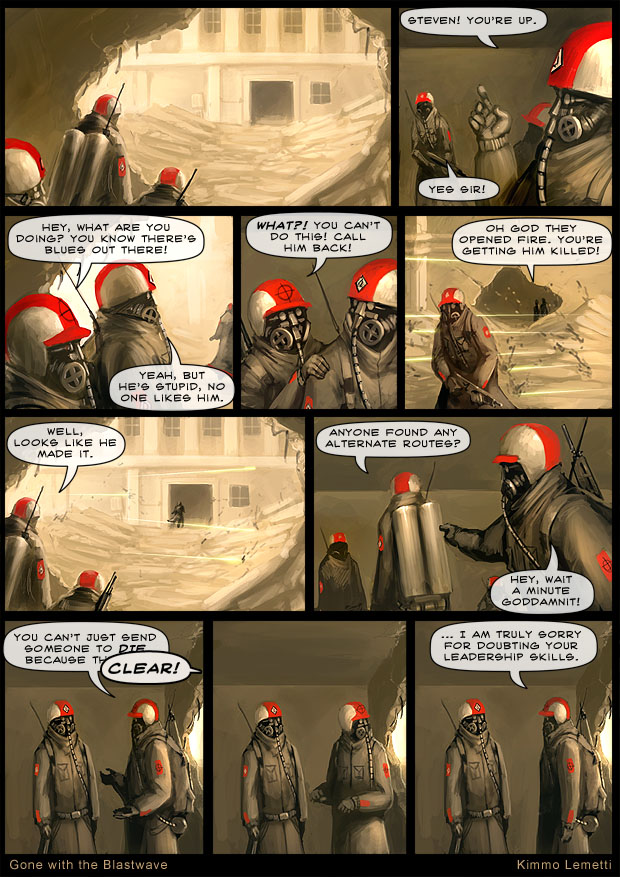 STEVEN! YOU'RE UP.
YES SIR!
HEY, WHAT ARE YOU
DOING? YOU KNOW THERE'S
BLUES OUT THERE!
YEAH, BUT
HE'S STUPID, NO
ONE LIKES HIM.
WHAT?! YOU CAN'T
DO THIS! CALL
HIM BACK!
OH GOD THEY
OPENED FIRE. YOU'RE
GETTING HIM KILLED!
WELL,
LOOKS LIKE HE
MADE IT.
ANYONE FOUND ANY
ALTERNATE ROUTES?
HEY, WAIT
A MINUTE
GODDAMNIT!
YOU CAN'T JUST SEND
SOMEONE TO DIE
BECAUSE TH
CLEAR!
... I AM TRULY SORRY
FOR DOUBTING YOUR
LEADERSHIP SKILLS.
Gone with the Blastwave
Kimmo Lemetti